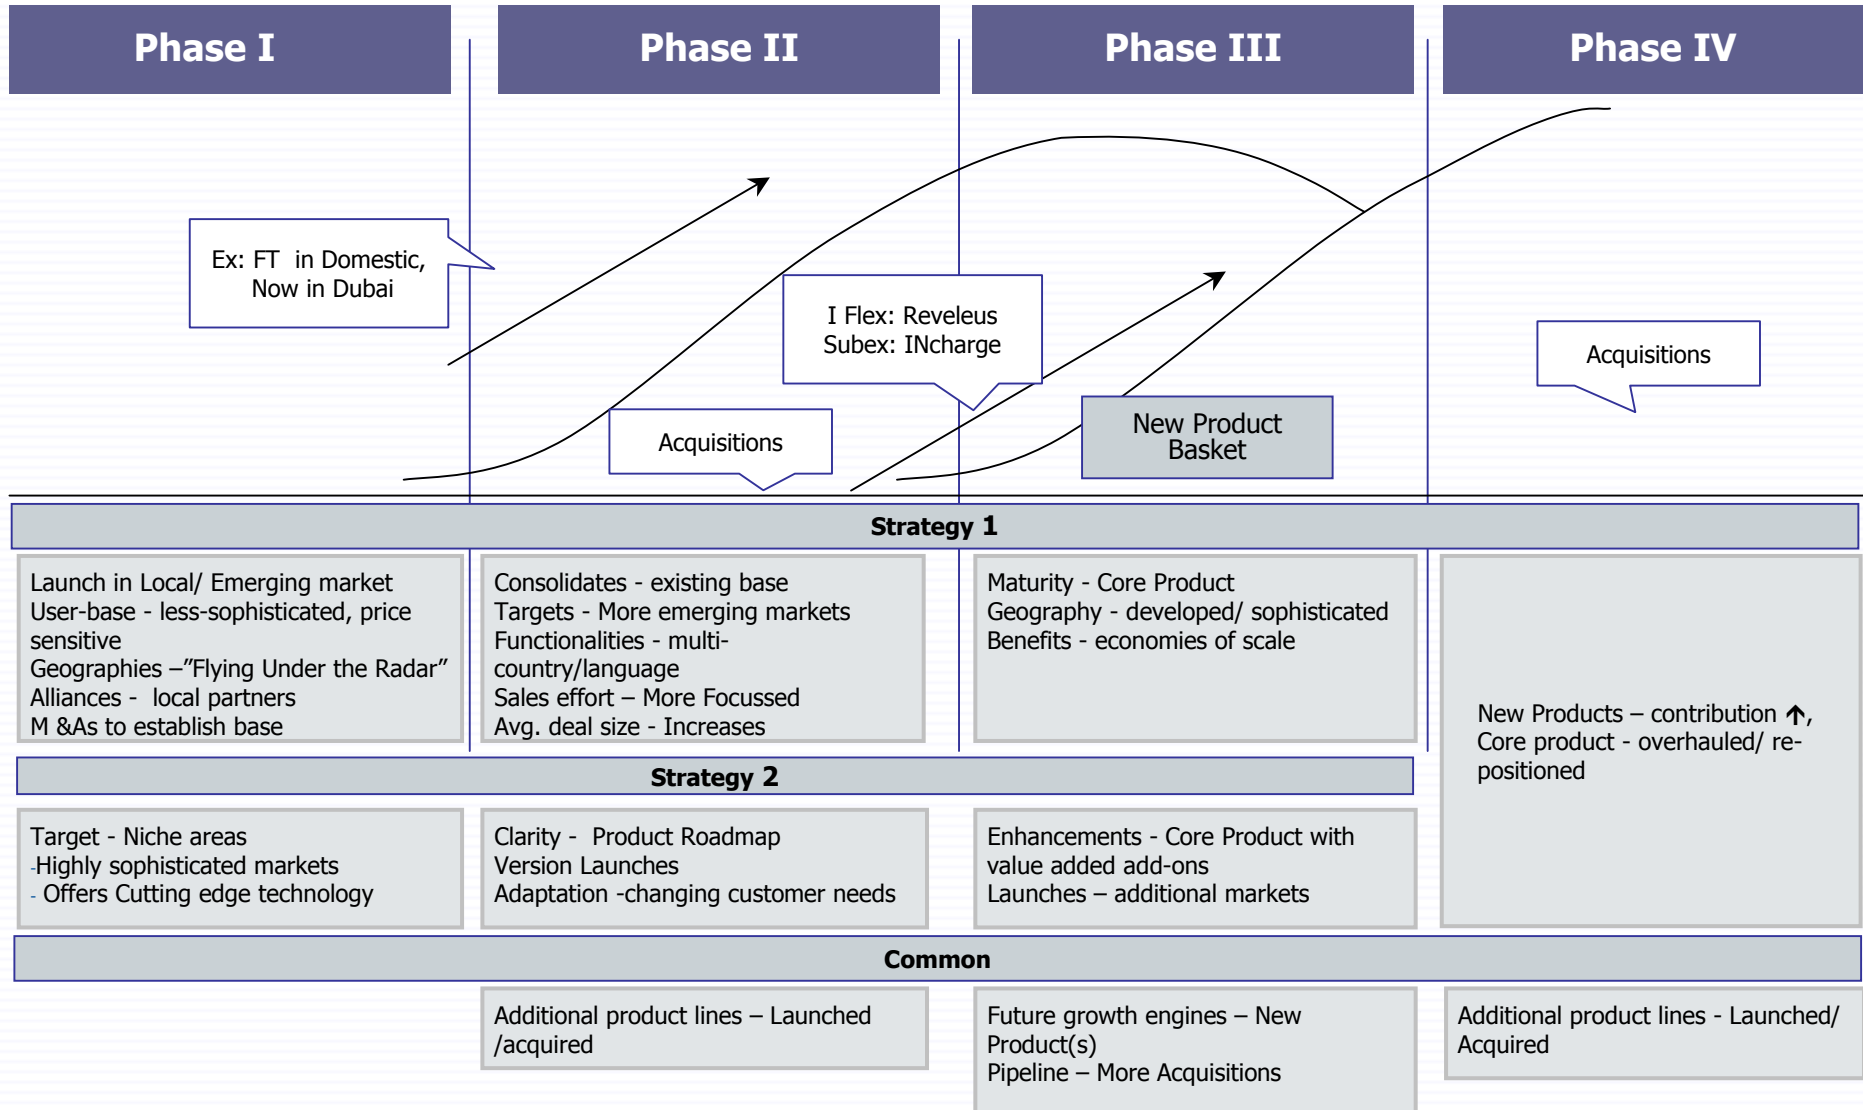 Phase I
Phase II
Phase III
Phase IV
Ex: FT in Domestic,
Now in Dubai
I Flex: Reveleus
Subex: INcharge
Acquisitions
Acquisitions
New Product
Basket
Strategy 1
Launch in Local/ Emerging market
User-base - less-sophisticated, price
sensitive
Geographies –”Flying Under the Radar”
Alliances - local partners
M &As to establish base
Consolidates - existing base
Targets - More emerging markets
Functionalities - multi-
country/language
Sales effort – More Focussed
Avg. deal size - Increases
Maturity - Core Product
Geography - developed/ sophisticated
Benefits - economies of scale
New Products – contribution ↑,
Core product - overhauled/ re-
positioned
Strategy 2
Target - Niche areas
-Highly sophisticated markets
- Offers Cutting edge technology
Clarity - Product Roadmap
Version Launches
Adaptation -changing customer needs
Enhancements - Core Product with
value added add-ons
Launches – additional markets
Common
Additional product lines – Launched
/acquired
Future growth engines – New
Product(s)
Pipeline – More Acquisitions
Additional product lines - Launched/
Acquired